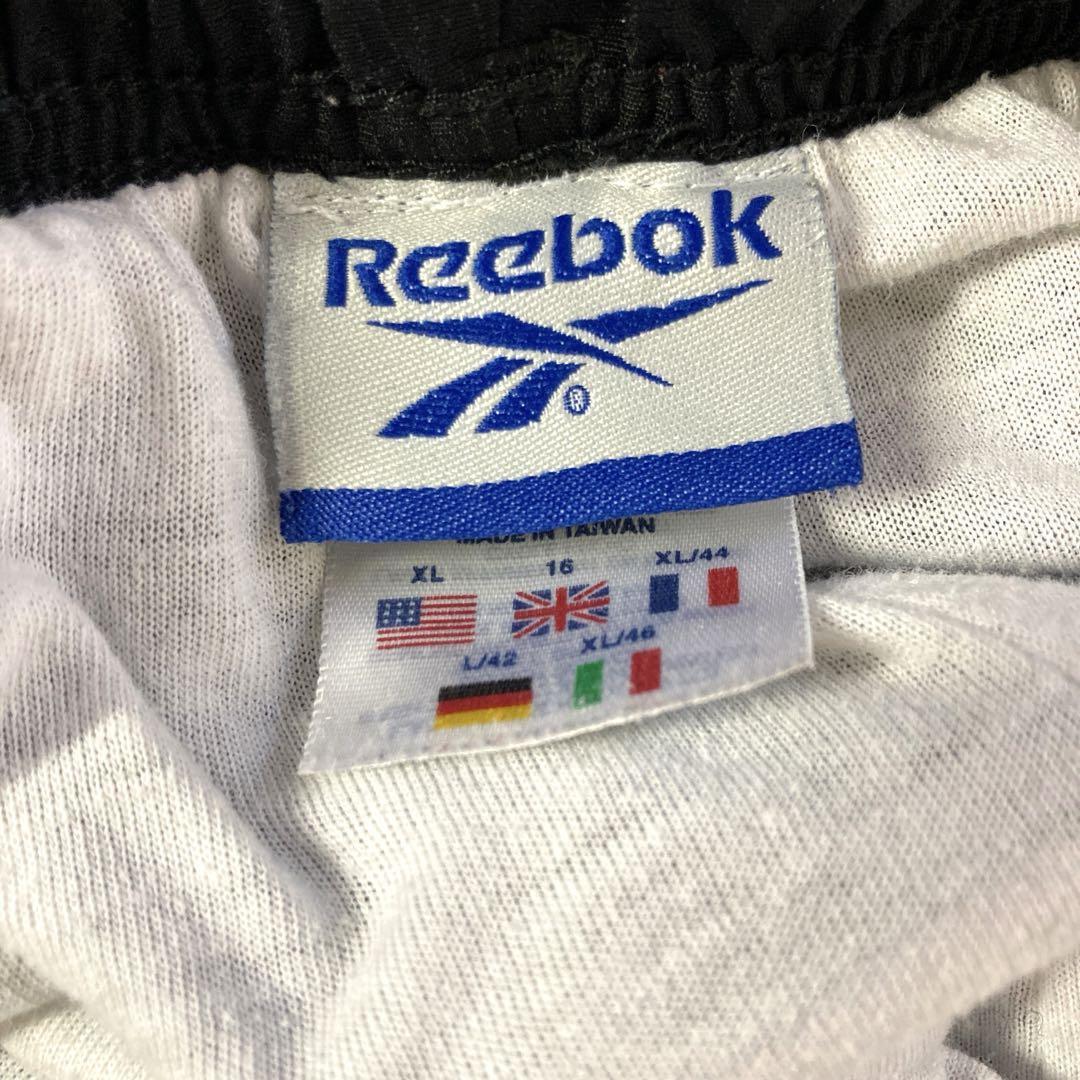 Reebok
®
MADE IN TAIWAN
XL 16 XL/44
L/42 XL/46